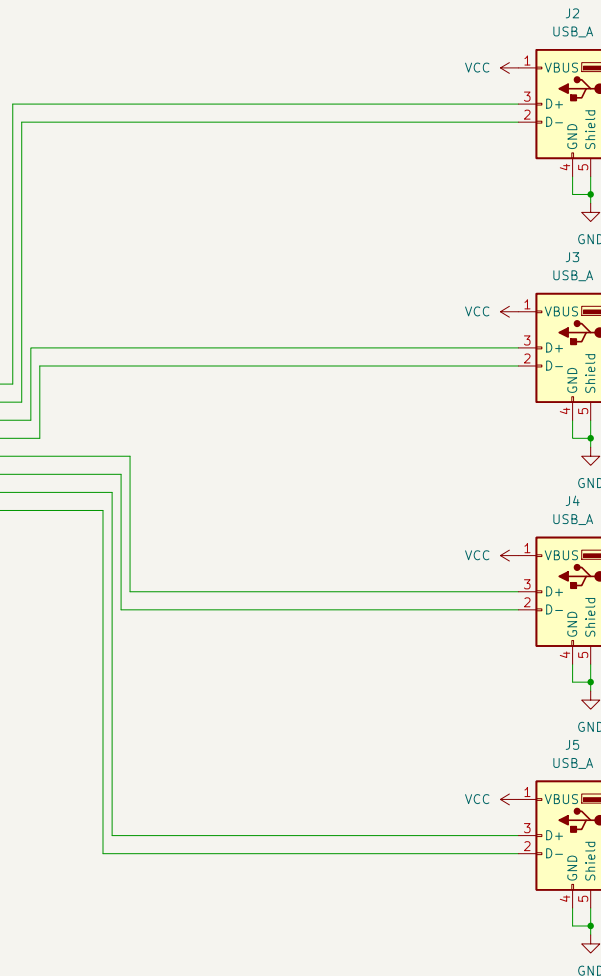 J2
USB_A
VCC
1
VBUS
3
D+
2
D-
GND
Shield
4
5
GND
J3
USB_A
VCC
1
VBUS
3
D+
2
D-
GND
Shield
4
5
GND
J4
USB_A
VCC
1
VBUS
3
D+
2
D-
GND
Shield
4
5
GND
J5
USB_A
VCC
1
VBUS
3
D+
2
D-
GND
Shield
4
5
GND